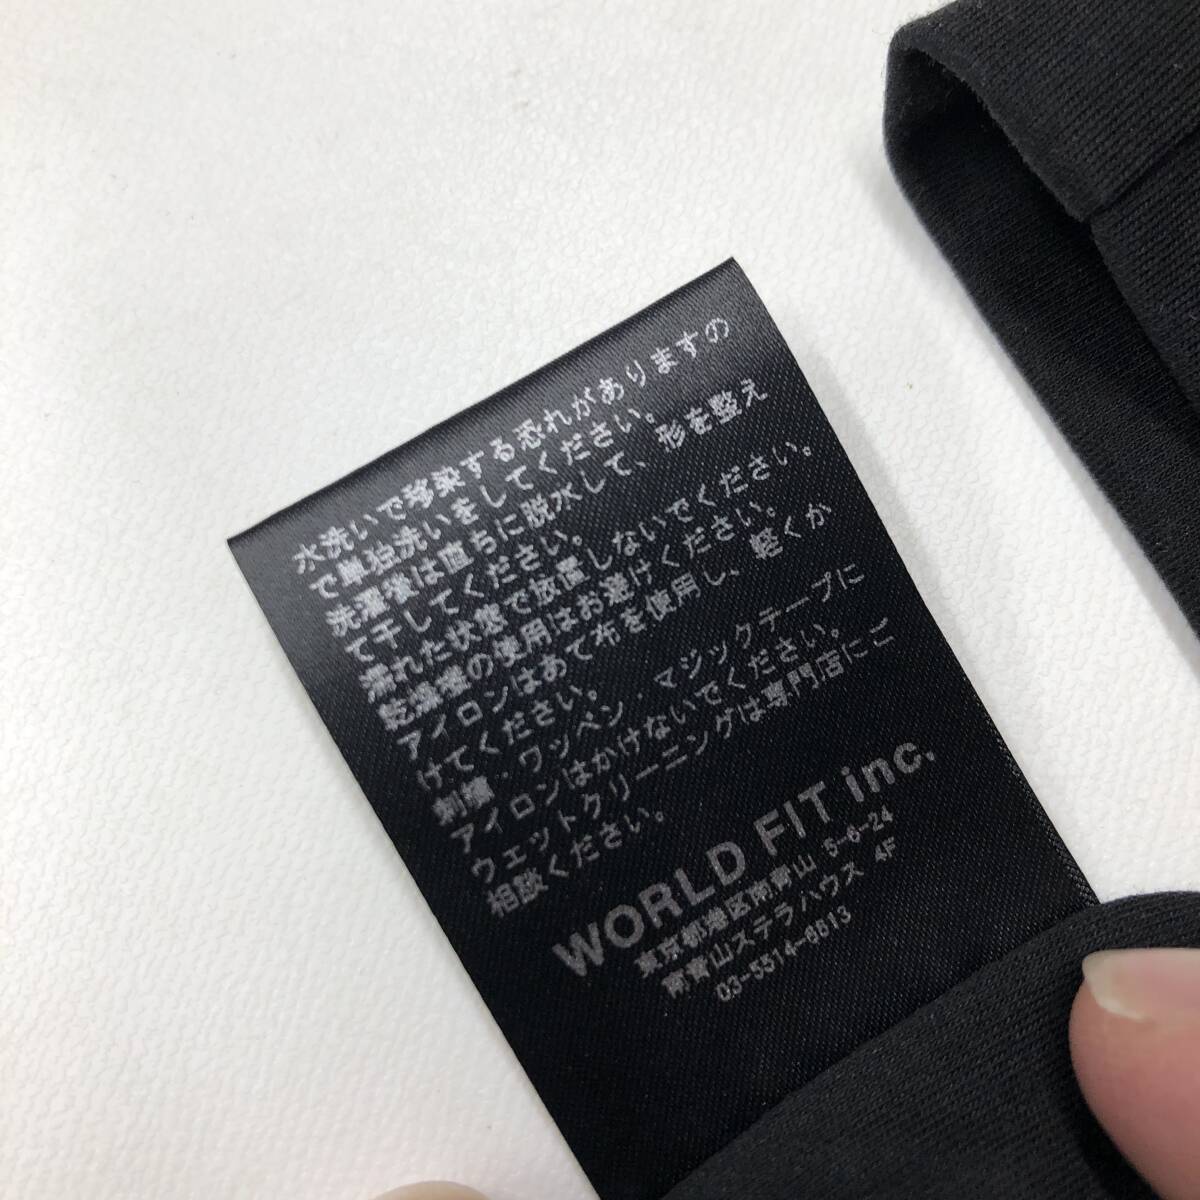 水洗いで移染する恐れがありますの
で単独洗いをしてください。
洗濯後は直ちに脱水して、形を整え
て干してください。
濡れた状態で放置しないでください。
乾燥機の使用はお避けください。
アイロンはあて布を使用し、軽くか
けてください。
刺繍・ワッペン・マジックテープに
アイロンはかけないでください。
ウェットクリーニングは専門店にご
相談ください。
WORLD FIT inc.
東京都港区南青山 5-6-24
南青山ステラハウス 4F
03-5514-6613